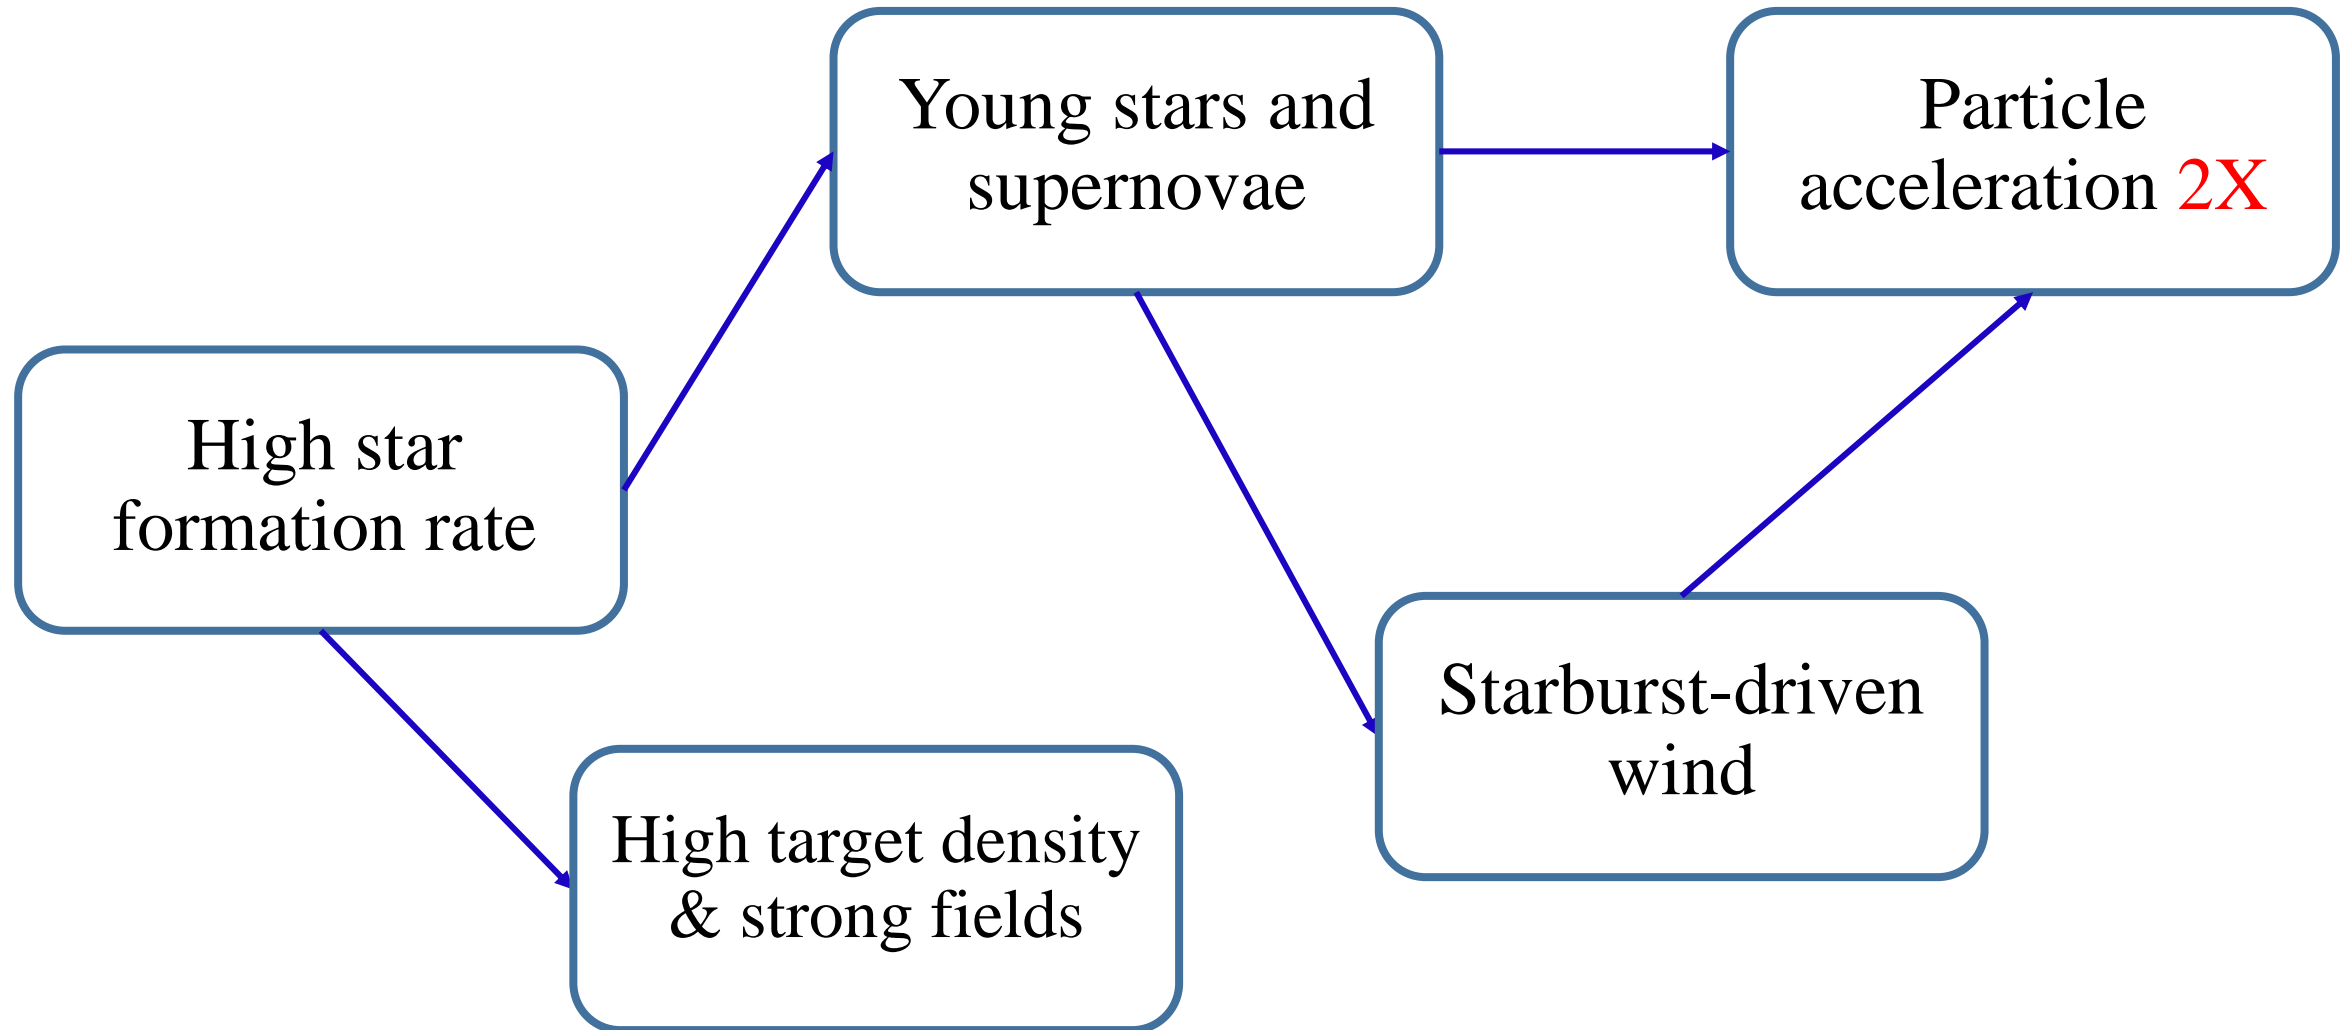 Young stars and
supernovae
Particle
acceleration 2X
High star
formation rate
Starburst-driven
wind
High target density
& strong fields